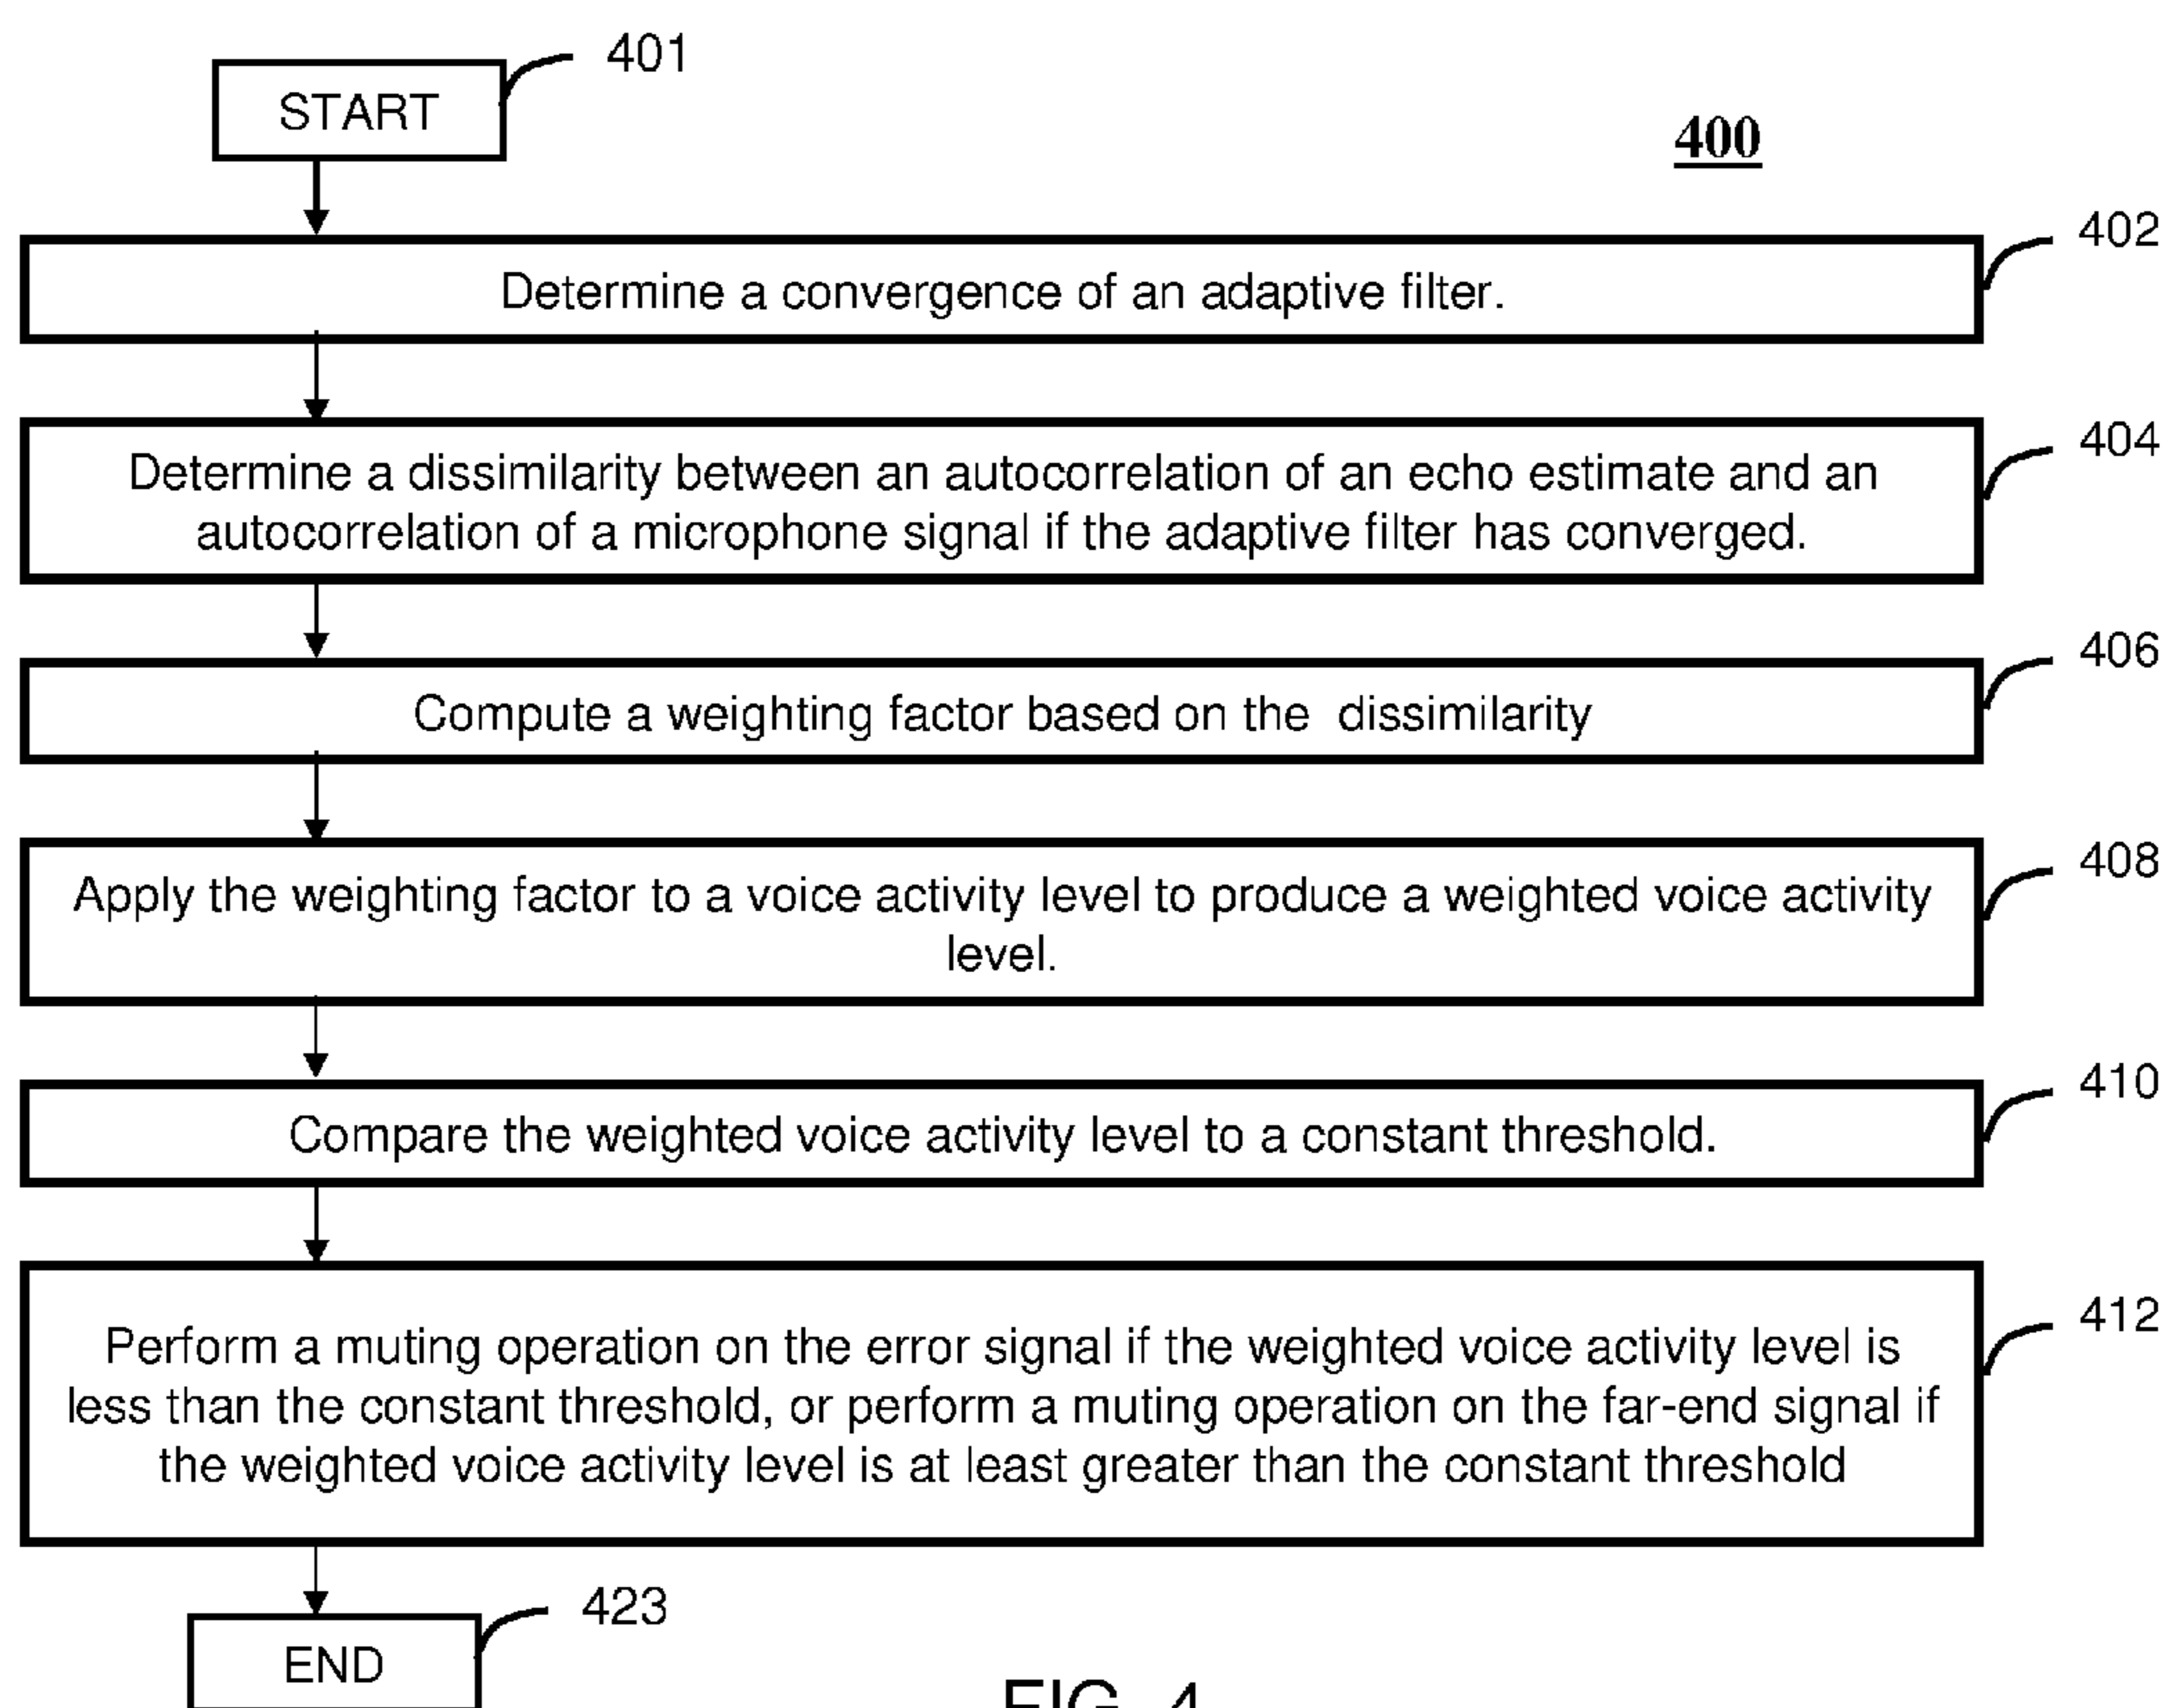 401
START
400
402
Determine a convergence of an adaptive filter.
404
Determine a dissimilarity between an autocorrelation of an echo estimate and an
autocorrelation of a microphone signal if the adaptive filter has converged.
406
Compute a weighting factor based on the dissimilarity
408
Apply the weighting factor to a voice activity level to produce a weighted voice activity
level.
410
Compare the weighted voice activity level to a constant threshold.
412
Perform a muting operation on the error signal if the weighted voice activity level is
less than the constant threshold, or perform a muting operation on the far-end signal if
the weighted voice activity level is at least greater than the constant threshold
423
END
FIG. 4